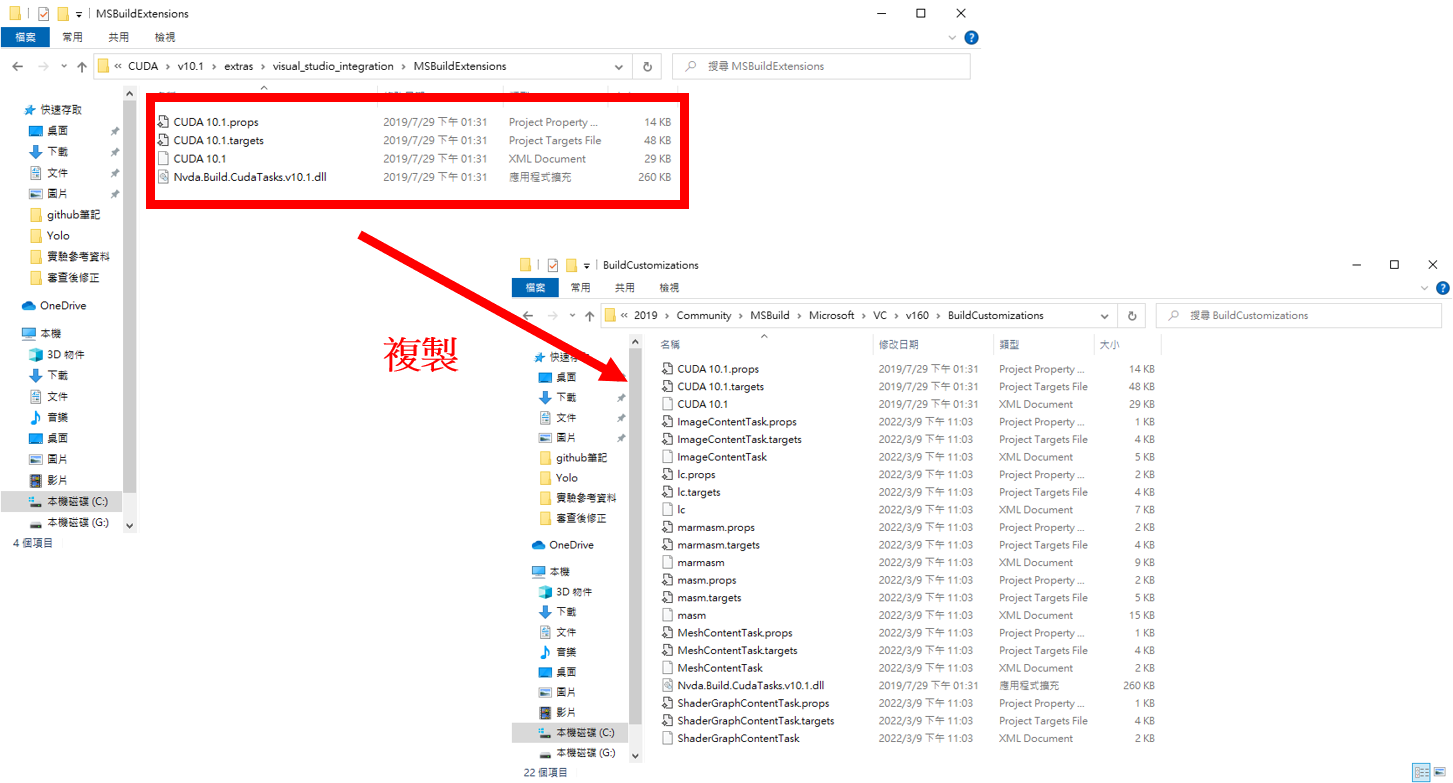 MSBuildExtensions
檔案 常用 共用 檢視
« CUDA › v10.1 › extras › visual_studio_integration › MSBuildExtensions
搜尋 MSBuildExtensions
快速存取
桌面
下載
文件
圖片
github筆記
Yolo
實驗參考資料
審查後修正
OneDrive
本機
3D 物件
下載
文件
音樂
桌面
圖片
影片
本機磁碟 (C:)
本機磁碟 (G:)
4 個項目
CUDA 10.1.props 2019/7/29 下午 01:31 Project Property ... 14 KB
CUDA 10.1.targets 2019/7/29 下午 01:31 Project Targets File 48 KB
CUDA 10.1 2019/7/29 下午 01:31 XML Document 29 KB
Nvda.Build.CudaTasks.v10.1.dll 2019/7/29 下午 01:31 應用程式擴充 260 KB
複製
BuildCustomizations
檔案 常用 共用 檢視
« 2019 › Community › MSBuild › Microsoft › VC › v160 › BuildCustomizations
搜尋 BuildCustomizations
快速存取
桌面
下載
文件
圖片
github筆記
Yolo
實驗參考資料
審查後修正
OneDrive
本機
3D 物件
下載
文件
音樂
桌面
圖片
影片
本機磁碟 (C:)
本機磁碟 (G:)
22 個項目
名稱 修改日期 類型 大小
CUDA 10.1.props 2019/7/29 下午 01:31 Project Property ... 14 KB
CUDA 10.1.targets 2019/7/29 下午 01:31 Project Targets File 48 KB
CUDA 10.1 2019/7/29 下午 01:31 XML Document 29 KB
ImageContentTask.props 2022/3/9 下午 11:03 Project Property ... 1 KB
ImageContentTask.targets 2022/3/9 下午 11:03 Project Targets File 4 KB
ImageContentTask 2022/3/9 下午 11:03 XML Document 5 KB
lc.props 2022/3/9 下午 11:03 Project Property ... 2 KB
lc.targets 2022/3/9 下午 11:03 Project Targets File 4 KB
lc 2022/3/9 下午 11:03 XML Document 7 KB
marmasm.props 2022/3/9 下午 11:03 Project Property ... 2 KB
marmasm.targets 2022/3/9 下午 11:03 Project Targets File 4 KB
marmasm 2022/3/9 下午 11:03 XML Document 9 KB
masm.props 2022/3/9 下午 11:03 Project Property ... 2 KB
masm.targets 2022/3/9 下午 11:03 Project Targets File 5 KB
masm 2022/3/9 下午 11:03 XML Document 15 KB
MeshContentTask.props 2022/3/9 下午 11:03 Project Property ... 1 KB
MeshContentTask.targets 2022/3/9 下午 11:03 Project Targets File 4 KB
MeshContentTask 2022/3/9 下午 11:03 XML Document 2 KB
Nvda.Build.CudaTasks.v10.1.dll 2019/7/29 下午 01:31 應用程式擴充 260 KB
ShaderGraphContentTask.props 2022/3/9 下午 11:03 Project Property ... 1 KB
ShaderGraphContentTask.targets 2022/3/9 下午 11:03 Project Targets File 4 KB
ShaderGraphContentTask 2022/3/9 下午 11:03 XML Document 2 KB